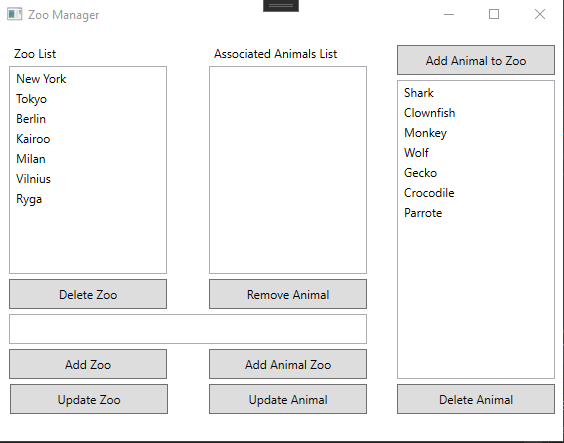 Zoo Manager
Zoo List
Associated Animals List
Add Animal to Zoo
New York
Tokyo
Berlin
Kairoo
Milan
Vilnius
Ryga
Shark
Clownfish
Monkey
Wolf
Gecko
Crocodile
Parrote
Delete Zoo
Remove Animal
Add Zoo
Add Animal Zoo
Update Zoo
Update Animal
Delete Animal